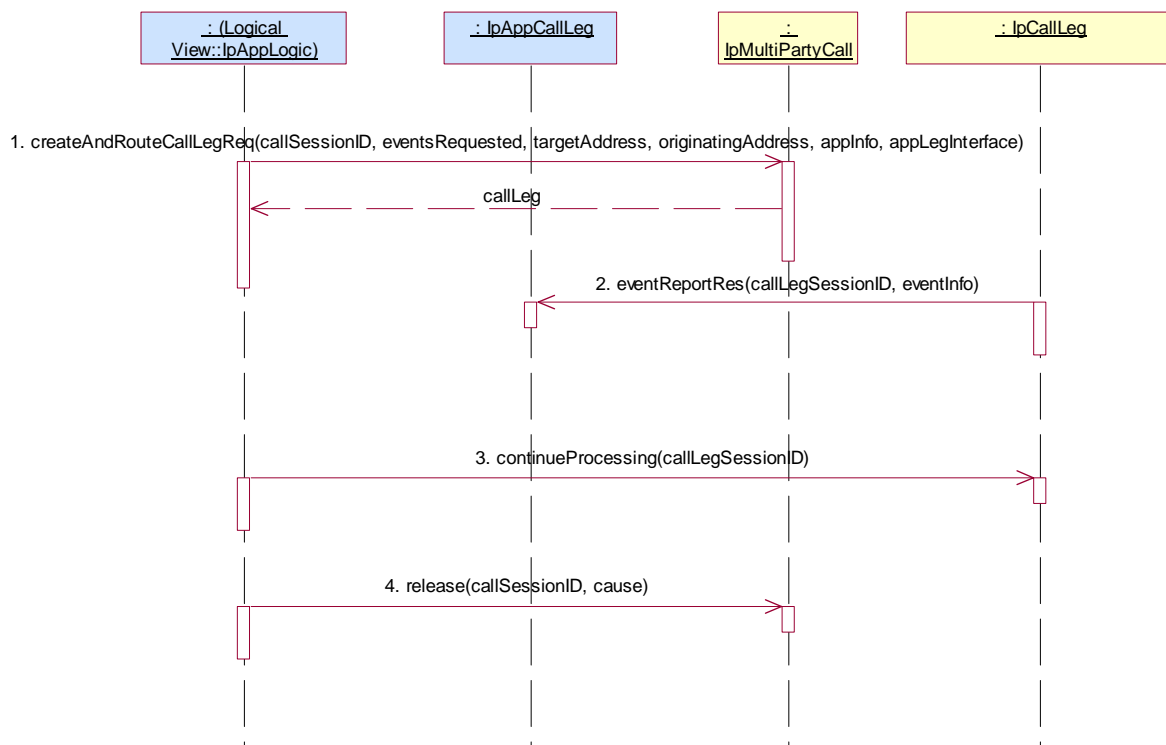 : (Logical
View::IpAppLogic)
: IpAppCallLeg
:
IpMultiPartyCall
: IpCallLeg
1. createAndRouteCallLegReq(callSessionID, eventsRequested, targetAddress, originatingAddress, appInfo, appLegInterface)
callLeg
2. eventReportRes(callLegSessionID, eventInfo)
3. continueProcessing(callLegSessionID)
4. release(callSessionID, cause)